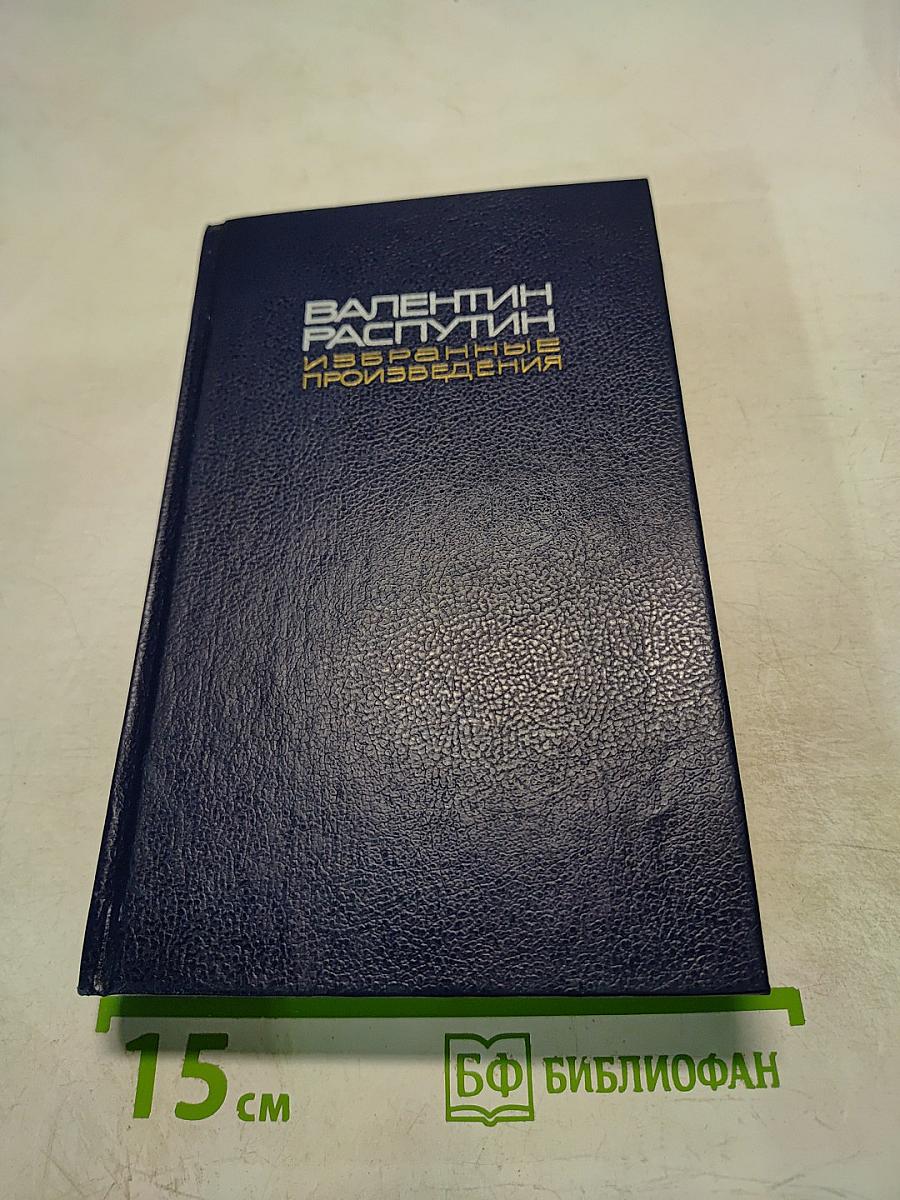 ВАЛЕНТИН
РАСПУТИН
ИЗБРАННЫЕ
ПРОИЗВЕДЕНИЯ
15 см
БФ БИБЛИОФАН